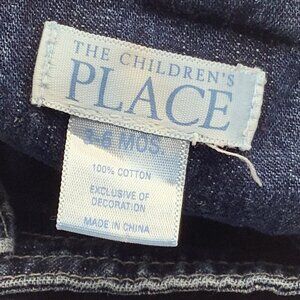 THE CHILDREN'S
PLACE
3-6 MOS.
100% COTTON
EXCLUSIVE OF
DECORATION
MADE IN CHINA